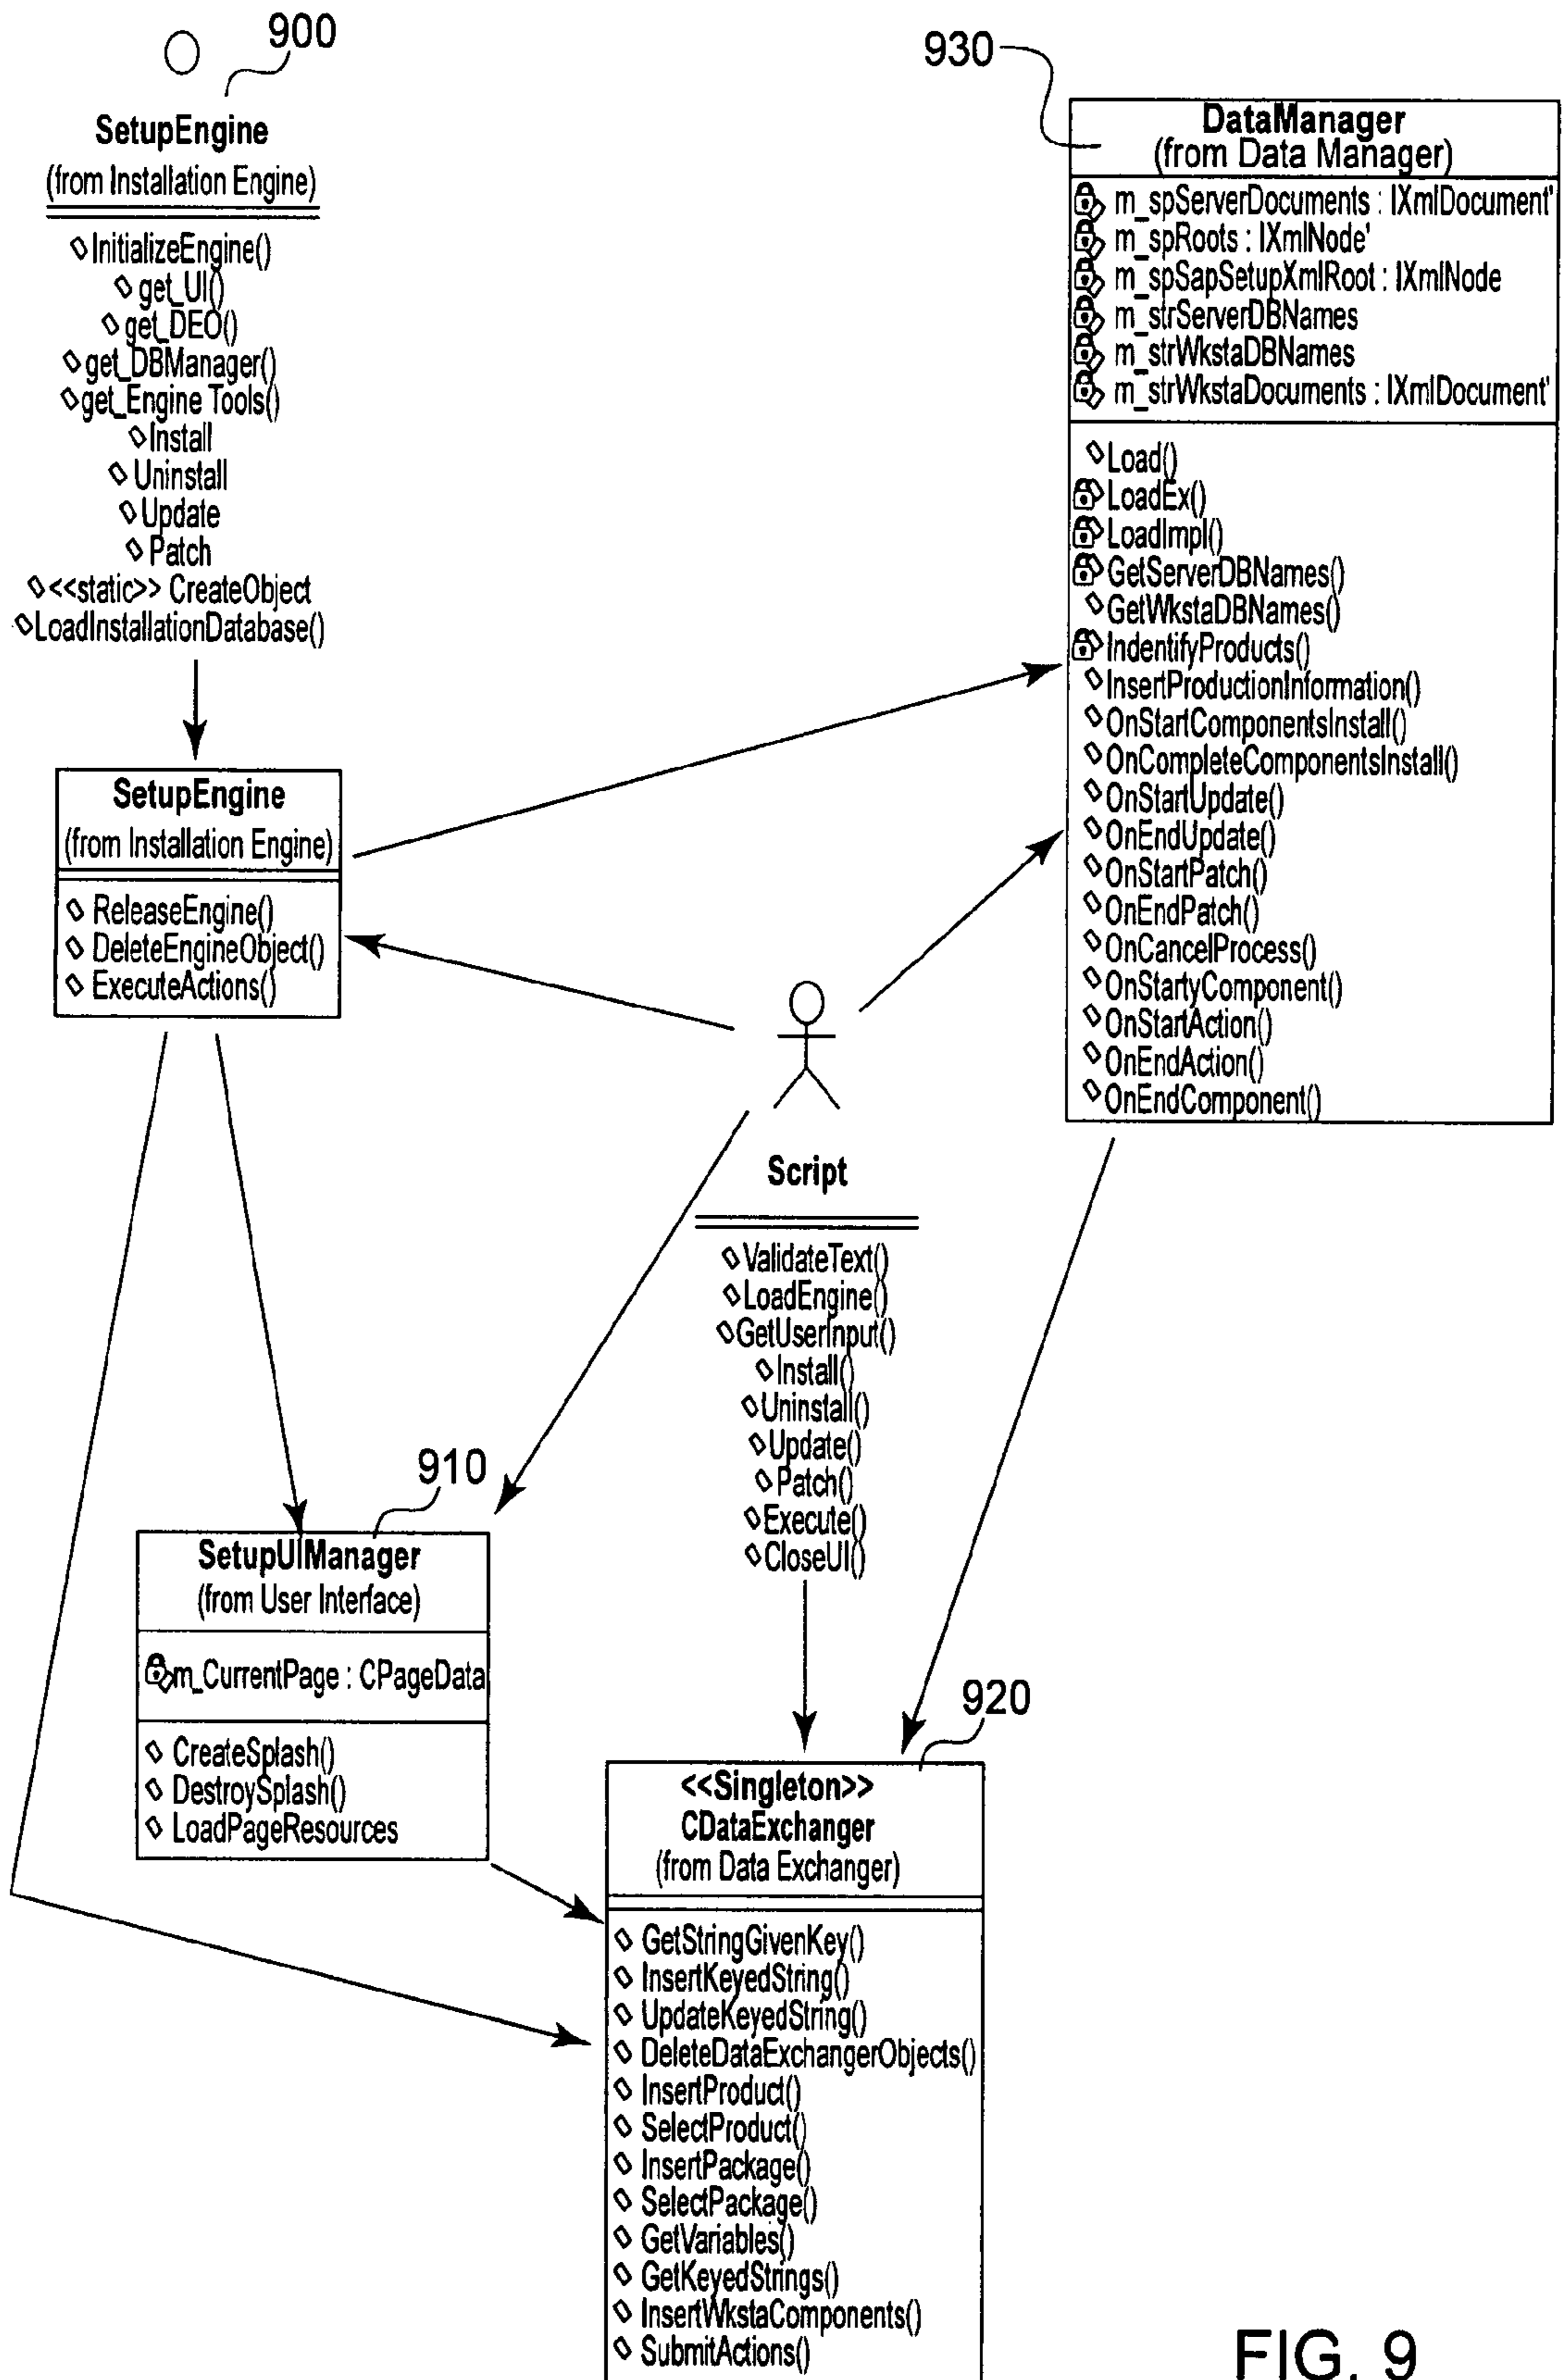 900
SetupEngine
(from Installation Engine)
InitializeEngine()
get_UI()
get_DEO()
get_DBManager()
get_Engine Tools()
Install
Uninstall
Update
Patch
<<static>> CreateObject
LoadInstallationDatabase()
930
DataManager
(from Data Manager)
m_spServerDocuments : IXmlDocument'
m_spRoots : IXmlNode'
m_spSapSetupXmlRoot : IXmlNode
m_strServerDBNames
m_strWkstaDBNames
m_strWkstaDocuments : IXmlDocument'
Load()
LoadEx()
LoadImpl()
GetServerDBNames()
GetWkstaDBNames()
IndentifyProducts()
InsertProductionInformation()
OnStartComponentsInstall()
OnCompleteComponentsInstall()
OnStartUpdate()
OnEndUpdate()
OnStartPatch()
OnEndPatch()
OnCancelProcess()
OnStartyComponent()
OnStartAction()
OnEndAction()
OnEndComponent()
SetupEngine
(from Installation Engine)
ReleaseEngine()
DeleteEngineObject()
ExecuteActions()
Script
ValidateText()
LoadEngine()
GetUserInput()
Install()
Uninstall()
Update()
Patch()
Execute()
CloseUI()
910
SetupUIManager
(from User Interface)
m_CurrentPage : CPageData
CreateSplash()
DestroySplash()
LoadPageResources
920
<<Singleton>>
CDataExchanger
(from Data Exchanger)
GetStringGivenKey()
InsertKeyedString()
UpdateKeyedString()
DeleteDataExchangerObjects()
InsertProduct()
SelectProduct()
InsertPackage()
SelectPackage()
GetVariables()
GetKeyedStrings()
InsertWkstaComponents()
SubmitActions()
FIG. 9